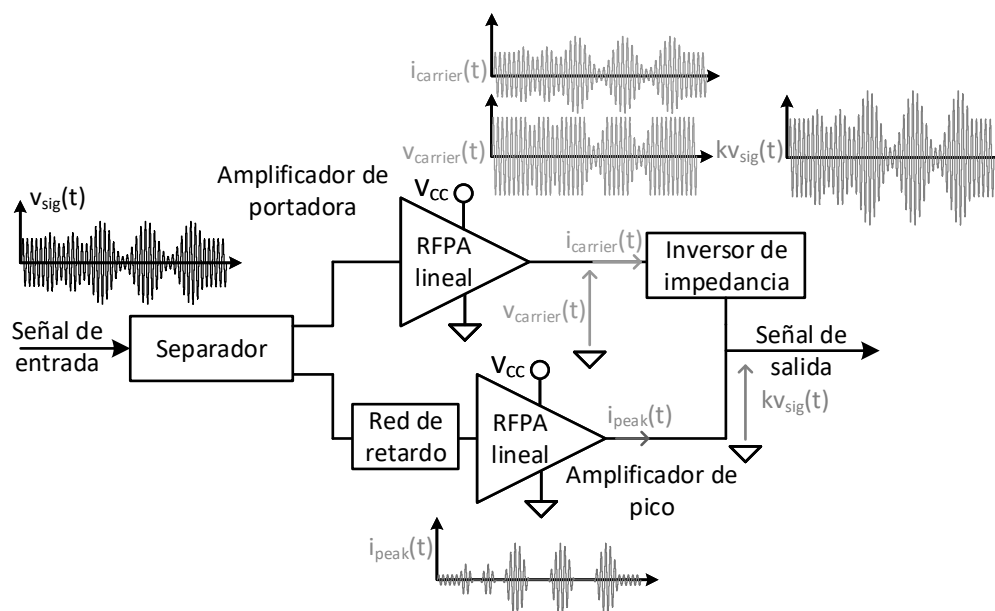 i_carrier(t)
v_carrier(t)
kv_sig(t)
v_sig(t)
Amplificador de
portadora
V_CC
RFPA
lineal
i_carrier(t)
Inversor de
impedancia
v_carrier(t)
Señal de
entrada
Separador
Señal de
salida
kv_sig(t)
V_CC
Red de
retardo
RFPA
lineal
i_peak(t)
Amplificador de
pico
i_peak(t)